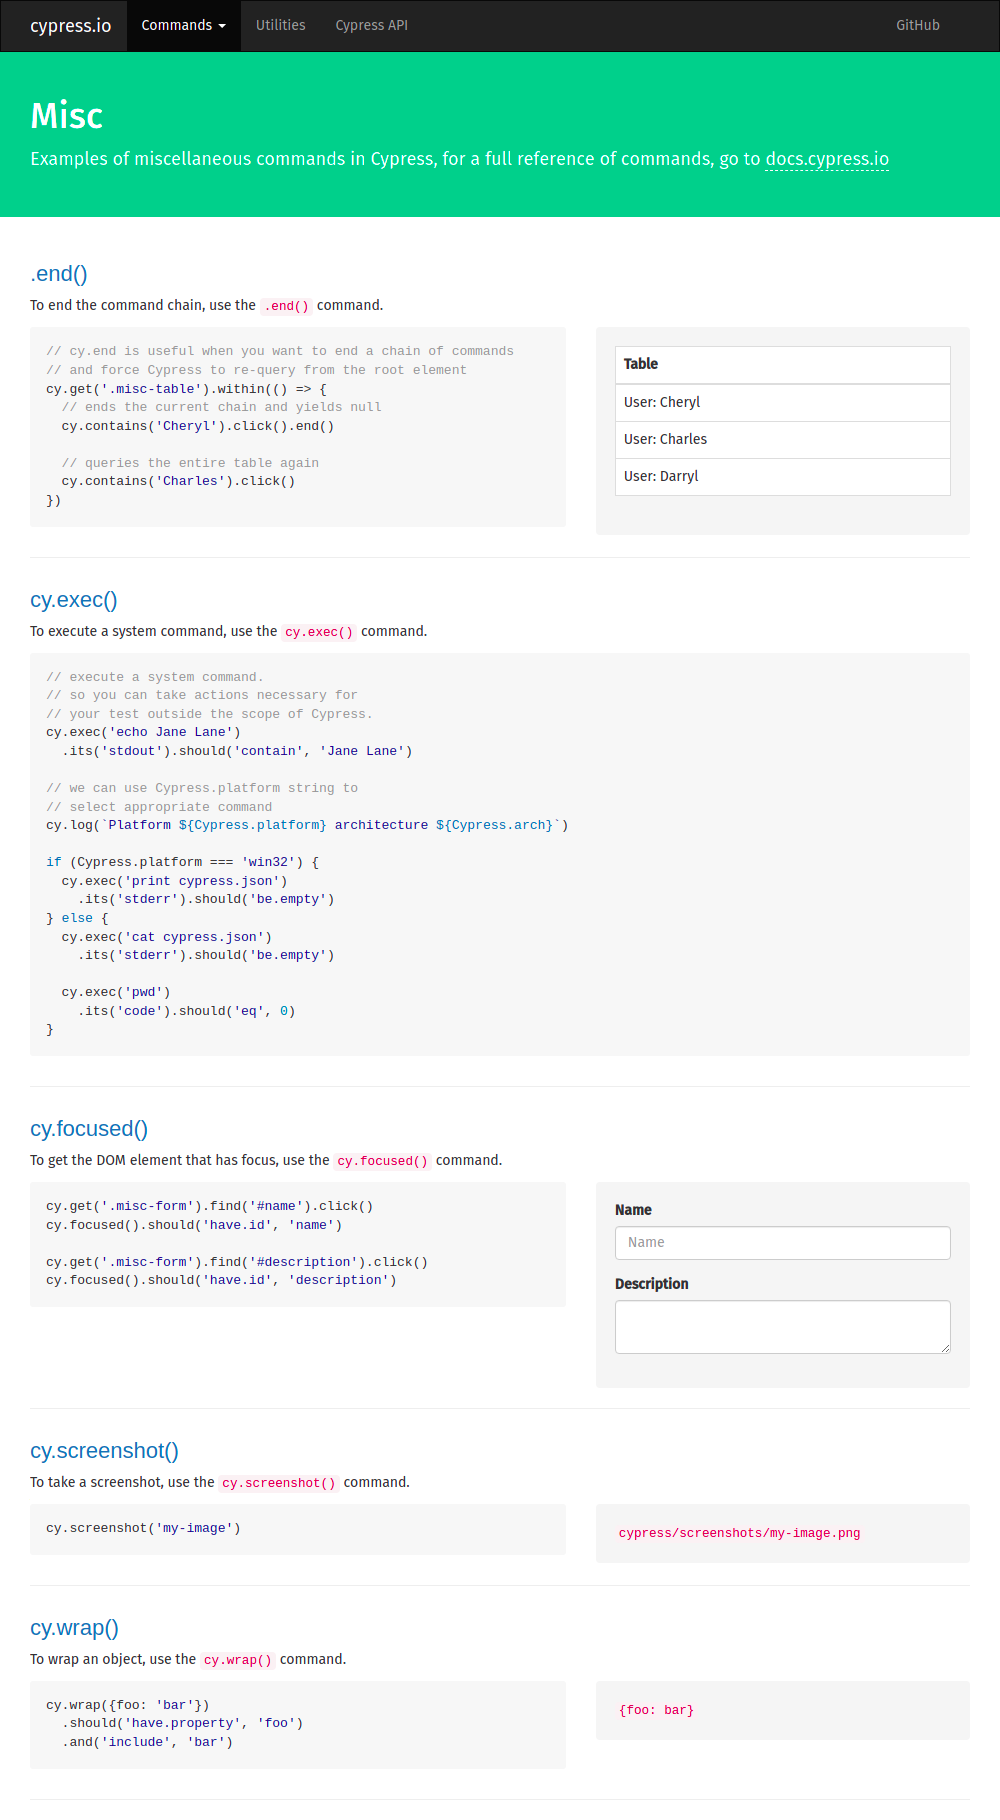 cypress.io Commands Utilities Cypress API GitHub
Misc
Examples of miscellaneous commands in Cypress, for a full reference of commands, go to docs.cypress.io
.end()
To end the command chain, use the .end() command.
// cy.end is useful when you want to end a chain of commands
// and force Cypress to re-query from the root element
cy.get('.misc-table').within(() => {
  // ends the current chain and yields null
  cy.contains('Cheryl').click().end()

  // queries the entire table again
  cy.contains('Charles').click()
})
Table
User: Cheryl
User: Charles
User: Darryl
cy.exec()
To execute a system command, use the cy.exec() command.
// execute a system command.
// so you can take actions necessary for
// your test outside the scope of Cypress.
cy.exec('echo Jane Lane')
  .its('stdout').should('contain', 'Jane Lane')

// we can use Cypress.platform string to
// select appropriate command
cy.log(`Platform ${Cypress.platform} architecture ${Cypress.arch}`)

if (Cypress.platform === 'win32') {
  cy.exec('print cypress.json')
    .its('stderr').should('be.empty')
} else {
  cy.exec('cat cypress.json')
    .its('stderr').should('be.empty')

  cy.exec('pwd')
    .its('code').should('eq', 0)
}
cy.focused()
To get the DOM element that has focus, use the cy.focused() command.
cy.get('.misc-form').find('#name').click()
cy.focused().should('have.id', 'name')

cy.get('.misc-form').find('#description').click()
cy.focused().should('have.id', 'description')
Name
Name
Description
cy.screenshot()
To take a screenshot, use the cy.screenshot() command.
cy.screenshot('my-image')
cypress/screenshots/my-image.png
cy.wrap()
To wrap an object, use the cy.wrap() command.
cy.wrap({foo: 'bar'})
  .should('have.property', 'foo')
  .and('include', 'bar')
{foo: bar}